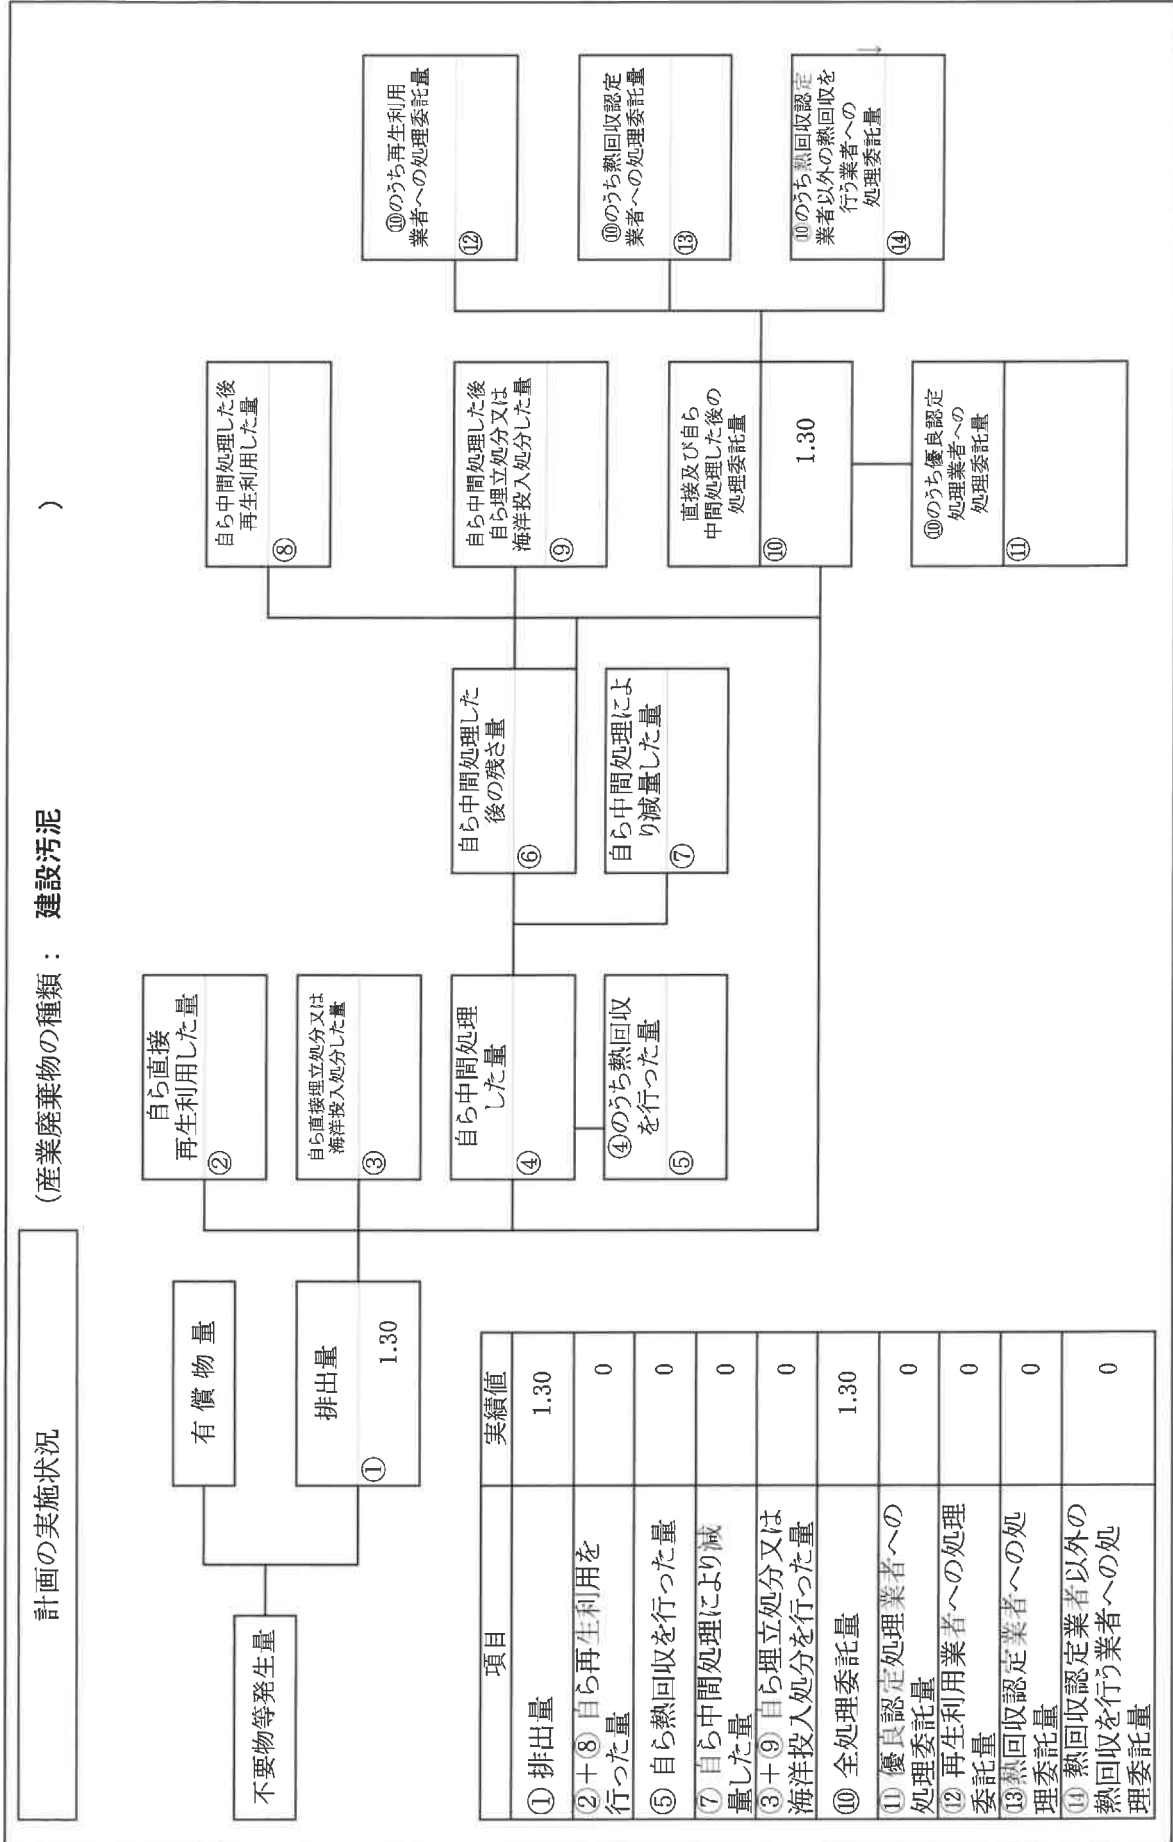 計画の実施状況
（産業廃棄物の種類： 建設汚泥 ）
不要物等発生量
有 償 物 量
排出量
①
1.30
自ら直接
再生利用した量
②
自ら直接埋立処分又は
海洋投入処分した量
③
自ら中間処理
した量
④
④のうち熱回収
を行った量
⑤
自ら中間処理した
後の残さ量
⑥
自ら中間処理によ
り減量した量
⑦
自ら中間処理した後
再生利用した量
⑧
自ら中間処理した後
自ら埋立処分又は
海洋投入処分した量
⑨
直接及び自ら
中間処理した後の
処理委託量
⑩
1.30
⑩のうち優良認定
処理業者への
処理委託量
⑪
⑩のうち再生利用
業者への処理委託量
⑫
⑩のうち熱回収認定
業者への処理委託量
⑬
⑩のうち熱回収認定
業者以外の熱回収を
行う業者への
処理委託量
⑭
項目 実績値
①排出量 1.30
②＋⑧ 自ら再生利用を
行った量 0
⑤ 自ら熱回収を行った量 0
⑦ 自ら中間処理により減
量した量 0
③＋⑨ 自ら埋立処分又は
海洋投入処分を行った量 0
⑩ 全処理委託量 1.30
⑪ 優良認定処理業者への
処理委託量 0
⑫ 再生利用業者への処理
委託量 0
⑬熱回収認定業者への処
理委託量 0
⑭ 熱回収認定業者以外の
熱回収を行う業者への処
理委託量 0